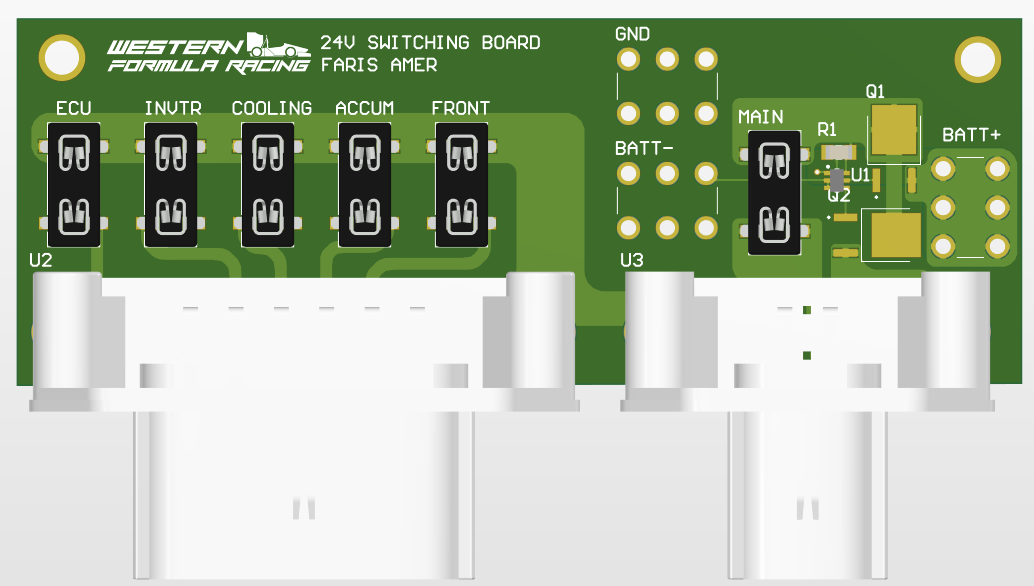 WESTERN
FORMULA RACING
24V SWITCHING BOARD
FARIS AMER
GND
ECU INVTR COOLING ACCUM FRONT
BATT-
MAIN
R1
Q1
BATT+
U1
Q2
U2
U3